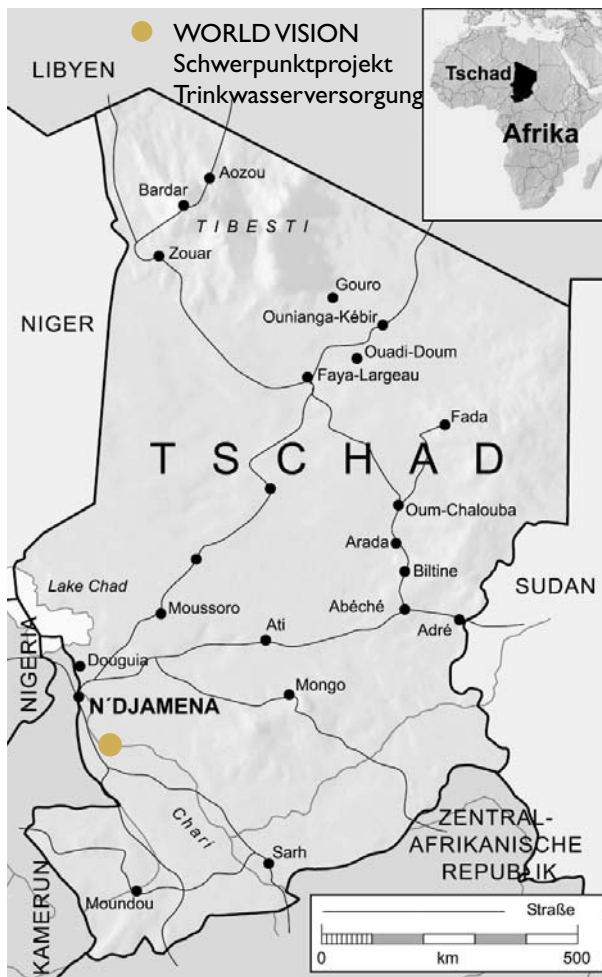 WORLD VISION
Schwerpunktprojekt
Trinkwasserversorgung
LIBYEN
Tschad
Afrika
Aozou
Bardar
TIBESTI
Zouar
Gouro
NIGER
Ounianga-Kébir
Ouadi-Doum
Faya-Largeau
Fada
TSCHAD
Oum-Chalouba
Arada
Biltine
SUDAN
Lake Chad
Moussoro
Abéché
Ati
Adré
NIGERIA
Douguia
Mongo
N´DJAMENA
Chari
ZENTRAL-
AFRIKANISCHE
REPUBLIK
Sarh
KAMERUN
Moundou
Straße
0 km 500